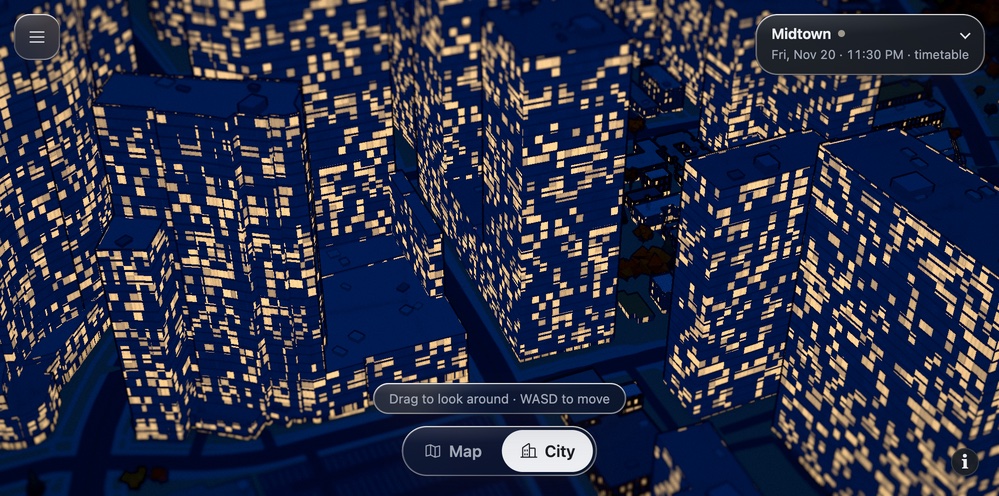 Midtown
Fri, Nov 20 · 11:30 PM · timetable
Drag to look around · WASD to move
Map
City
i